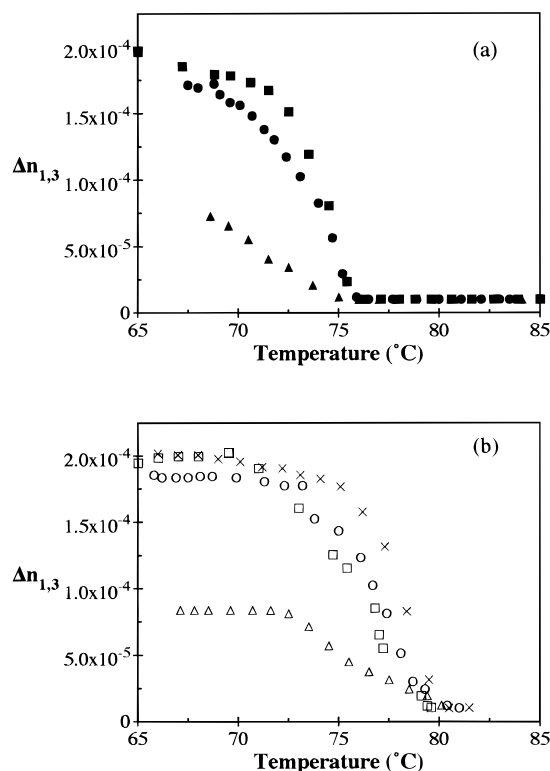 (a)
2.0x10-4
1.5x10-4
Δn1,3
1.0x10-4
5.0x10-5
0
65 70 75 80 85
Temperature (˚C)
(b)
2.0x10-4
1.5x10-4
Δn1,3
1.0x10-4
5.0x10-5
0
65 70 75 80 85
Temperature (˚C)